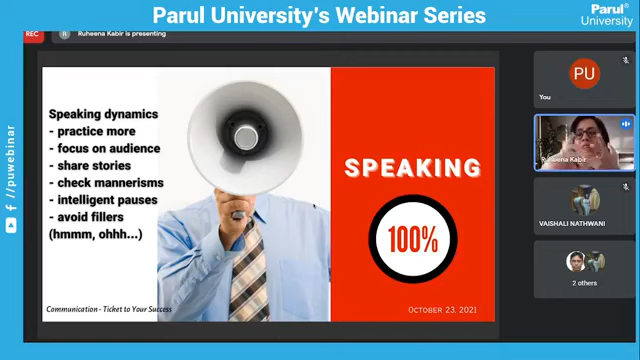 Parul University's Webinar Series
Parul®
University
REC
R
Ruheena Kabir is presenting
Speaking dynamics
- practice more
- focus on audience
- share stories
- check mannerisms
- intelligent pauses
- avoid fillers
(hmmm, ohhh...)
SPEAKING
100%
Communication - Ticket to Your Success
OCTOBER 23, 2021
PU
You
Ruheena Kabir
VAISHALI NATHWANI
2 others
f //puwebinar